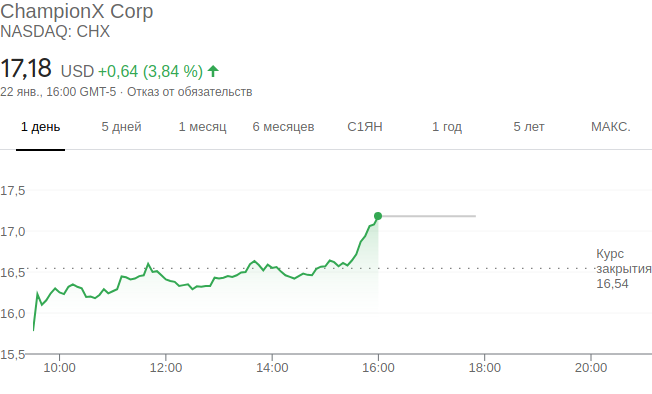 ChampionX Corp
NASDAQ: CHX
17,18 USD +0,64 (3,84 %)
22 янв., 16:00 GMT-5 · Отказ от обязательств
1 день 5 дней 1 месяц 6 месяцев С1ЯН 1 год 5 лет МАКС.
17,5
17,0
16,5
16,0
15,5
Курс
закрытия
16,54
10:00 12:00 14:00 16:00 18:00 20:00